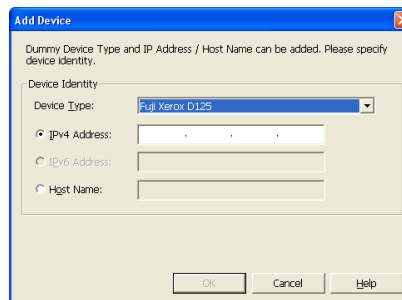 Add Device
Dummy Device Type and IP Address / Host Name can be added. Please specify
device identity.
Device Identity
Device Type:
Fuji Xerox D125
IPv4 Address:
. . .
IPv6 Address:
Host Name:
OK Cancel Help